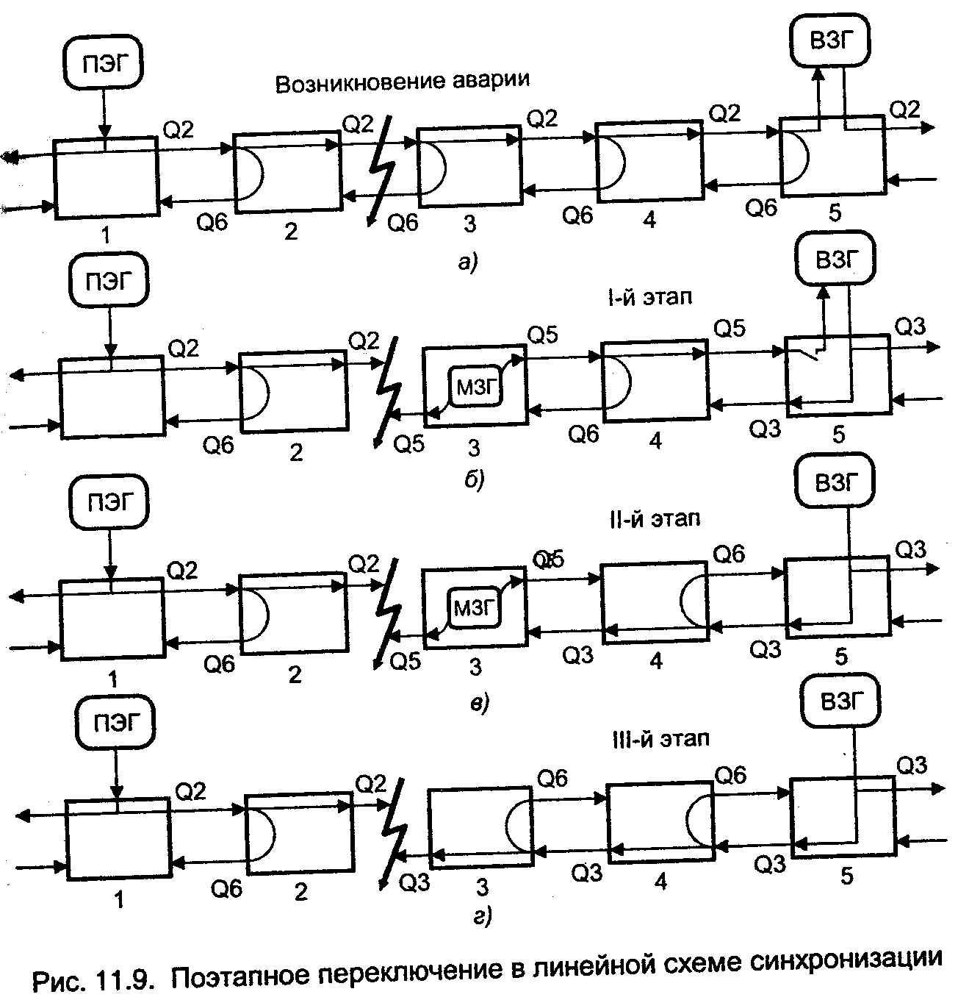 ПЭГ
ВЗГ
Возникновение аварии
Q2 Q2 Q2 Q2 Q2
Q6 Q6 Q6 Q6
1 2 3 4 5
а)
ПЭГ
ВЗГ
I-й этап
Q2 Q2 Q5 Q5 Q3
МЗГ
Q6 Q5 Q6 Q3
2 3 4 5
б)
ПЭГ
ВЗГ
II-й этап
Q2 Q2 Q5 Q6 Q3
МЗГ
Q6 Q5 Q3 Q3
1 2 3 4 5
в)
ПЭГ
ВЗГ
III-й этап
Q2 Q2 Q6 Q6 Q3
Q6 Q3 Q3 Q3
1 2 3 4 5
г)
Рис. 11.9. Поэтапное переключение в линейной схеме синхронизации